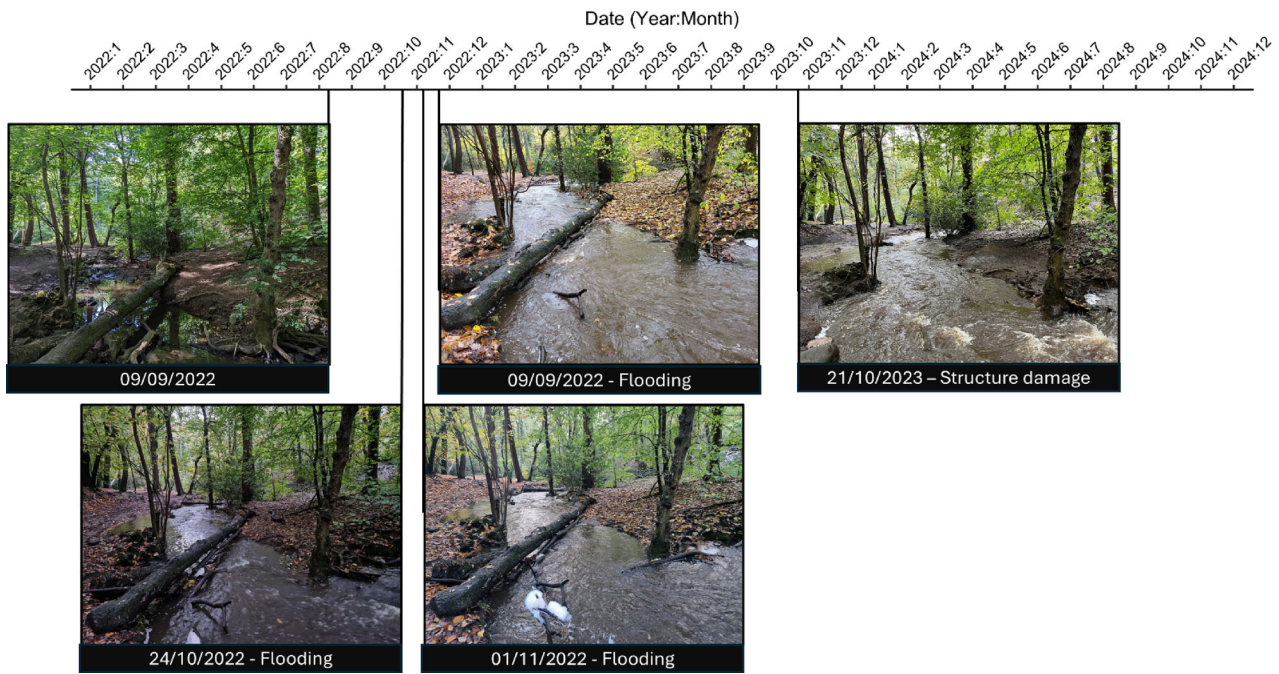 Date (Year:Month)
2022:1 2022:2 2022:3 2022:4 2022:5 2022:6 2022:7 2022:8 2022:9 2022:10 2022:11 2022:12 2023:1 2023:2 2023:3 2023:4 2023:5 2023:6 2023:7 2023:8 2023:9 2023:10 2023:11 2023:12 2024:1 2024:2 2024:3 2024:4 2024:5 2024:6 2024:7 2024:8 2024:9 2024:10 2024:11 2024:12
09/09/2022
09/09/2022 - Flooding
21/10/2023 – Structure damage
24/10/2022 - Flooding
01/11/2022 - Flooding